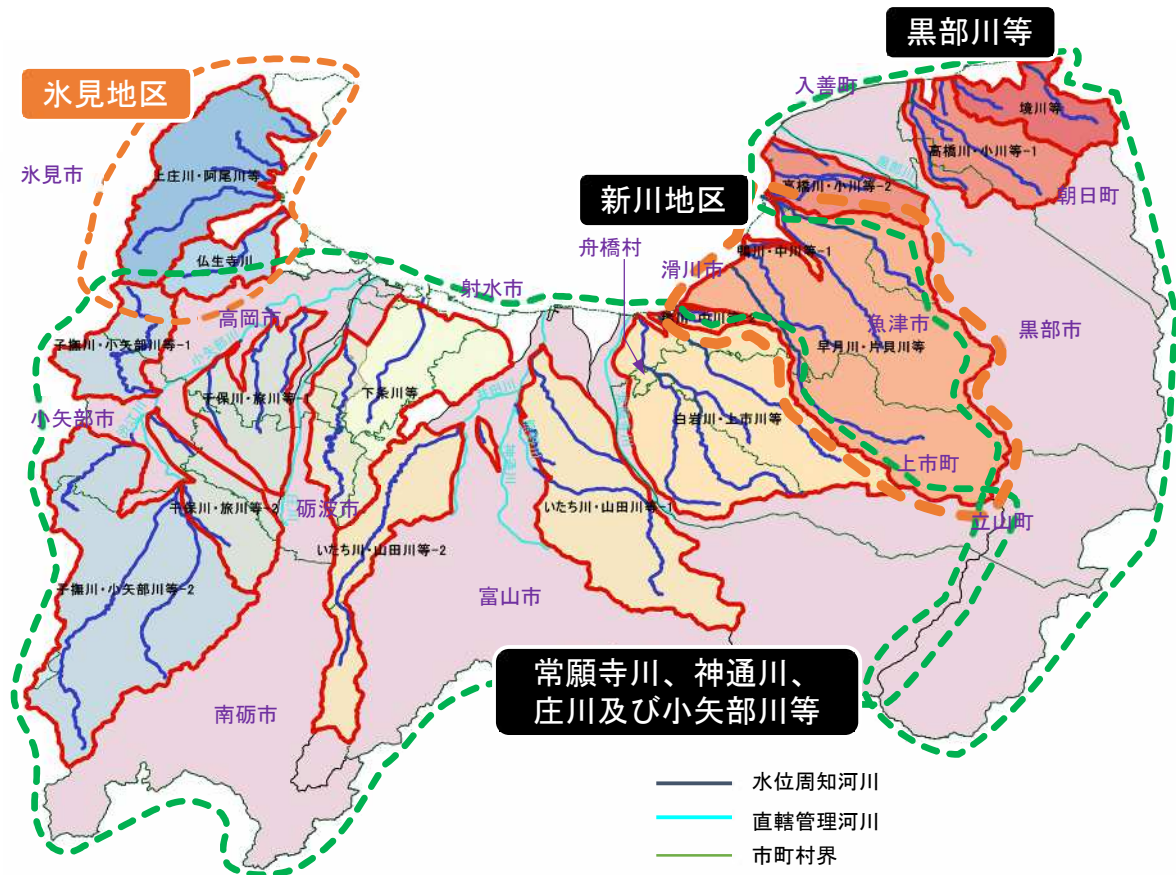 黒部川等
氷見地区
入善町
境川等
高橋川・小川等-1
氷見市
上庄川・阿尾川等
黒部川
高橋川・小川等-2
朝日町
新川地区
舟橋村
仏生寺川
滑川市
鴨川・中川等-1
射水市
高岡市
魚津市
黒部市
子撫川・小矢部川等-1
小矢部川
早月川・片貝川等
下条川等
千保川・旅川等-1
小矢部市
白岩川・上市川等
上市町
千保川・旅川等-2
砺波市
いたち川・山田川等-1
立山町
いたち川・山田川等-2
神通川
子撫川・小矢部川等-2
富山市
常願寺川、神通川、
庄川及び小矢部川等
南砺市
水位周知河川
直轄管理河川
市町村界